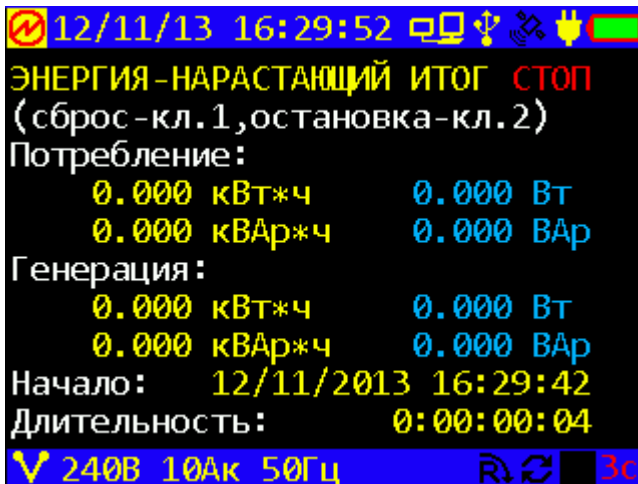 12/11/13 16:29:52
ЭНЕРГИЯ-НАРАСТАЮЩИЙ ИТОГ СТОП
(сброс-кл.1,остановка-кл.2)
Потребление:
0.000 кВт*ч 0.000 Вт
0.000 кВАр*ч 0.000 ВАр
Генерация:
0.000 кВт*ч 0.000 Вт
0.000 кВАр*ч 0.000 ВАр
Начало: 12/11/2013 16:29:42
Длительность: 0:00:00:04
240В 10Ак 50Гц R 3с